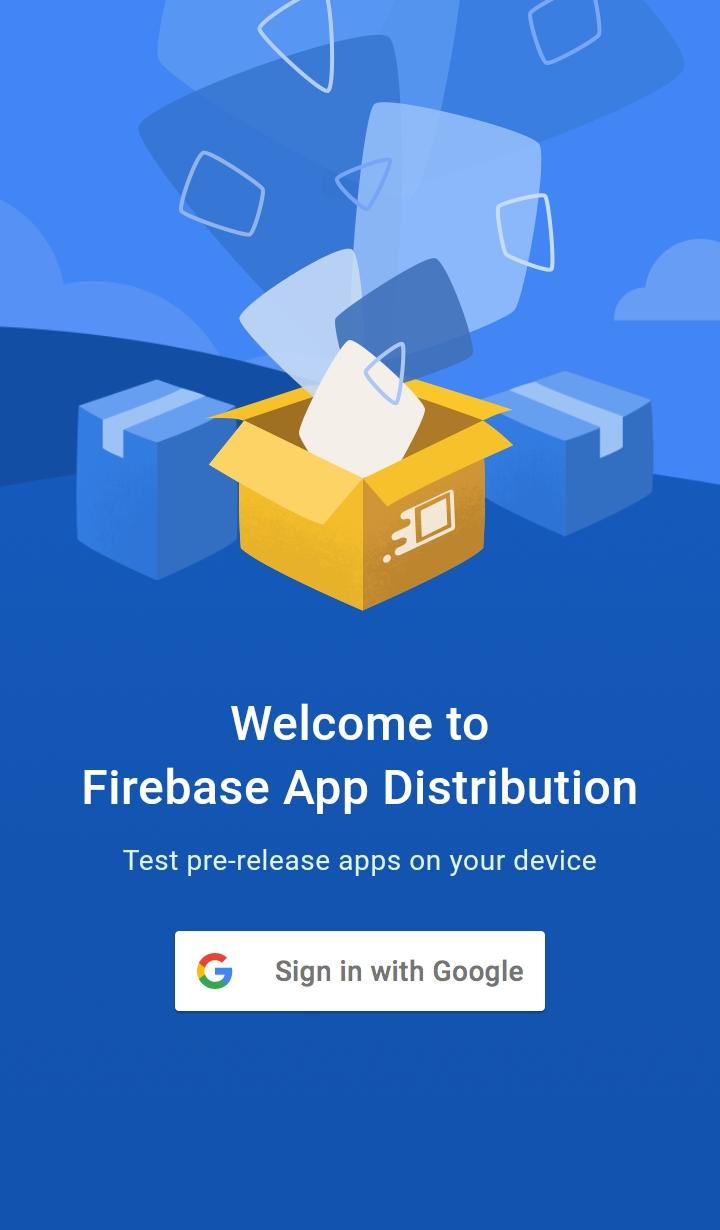 Welcome to
Firebase App Distribution
Test pre-release apps on your device
Sign in with Google